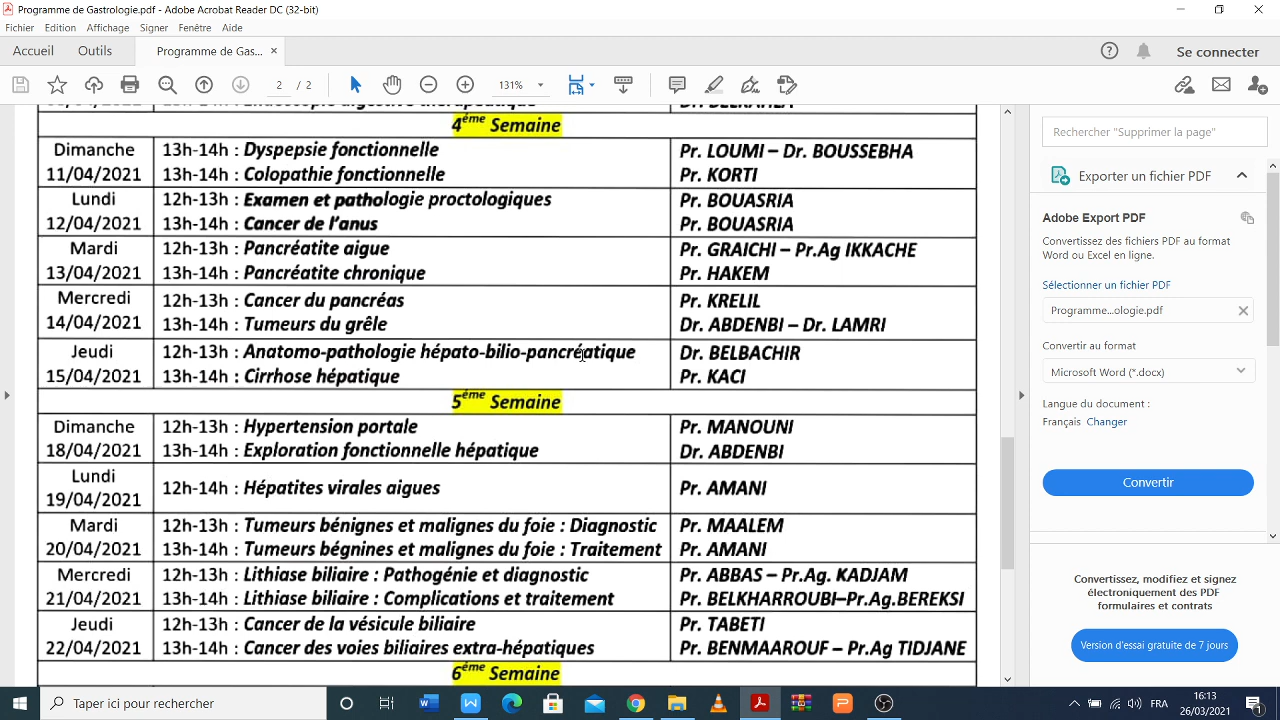 Programme de Gastrologie.pdf - Adobe Acrobat Reader DC (32-bit)
Fichier Edition Affichage Signer Fenêtre Aide
Accueil Outils Programme de Gas... × Se connecter
2 / 2 131%
4éme Semaine
Dimanche 11/04/2021
13h-14h : Dyspepsie fonctionnelle Pr. LOUMI – Dr. BOUSSEBHA
13h-14h : Colopathie fonctionnelle Pr. KORTI
Lundi 12/04/2021
12h-13h : Examen et pathologie proctologiques Pr. BOUASRIA
13h-14h : Cancer de l'anus Pr. BOUASRIA
Mardi 13/04/2021
12h-13h : Pancréatite aigue Pr. GRAICHI – Pr.Ag IKKACHE
13h-14h : Pancréatite chronique Pr. HAKEM
Mercredi 14/04/2021
12h-13h : Cancer du pancréas Pr. KRELIL
13h-14h : Tumeurs du grêle Dr. ABDENBI – Dr. LAMRI
Jeudi 15/04/2021
12h-13h : Anatomo-pathologie hépato-bilio-pancréatique Dr. BELBACHIR
13h-14h : Cirrhose hépatique Pr. KACI
5éme Semaine
Dimanche 18/04/2021
12h-13h : Hypertension portale Pr. MANOUNI
13h-14h : Exploration fonctionnelle hépatique Dr. ABDENBI
Lundi 19/04/2021
12h-14h : Hépatites virales aigues Pr. AMANI
Mardi 20/04/2021
12h-13h : Tumeurs bénignes et malignes du foie : Diagnostic Pr. MAALEM
13h-14h : Tumeurs bégnines et malignes du foie : Traitement Pr. AMANI
Mercredi 21/04/2021
12h-13h : Lithiase biliaire : Pathogénie et diagnostic Pr. ABBAS – Pr.Ag. KADJAM
13h-14h : Lithiase biliaire : Complications et traitement Pr. BELKHARROUBI–Pr.Ag.BEREKSI
Jeudi 22/04/2021
12h-13h : Cancer de la vésicule biliaire Pr. TABETI
13h-14h : Cancer des voies biliaires extra-hépatiques Pr. BENMAAROUF – Pr.Ag TIDJANE
6éme Semaine
Rechercher "Supprimer la page"
Exporter un fichier PDF
Adobe Export PDF
Convertissez des fichiers PDF au format
Word ou Excel en ligne.
Sélectionner un fichier PDF
Programme...ologie.pdf
Convertir au format
Microsoft Word (*.docx)
Langue du document :
Français Changer
Convertir
Convertissez, modifiez et signez
électroniquement des PDF
formulaires et contrats
Version d'essai gratuite de 7 jours
Taper ici pour rechercher
FRA
16:13
26/03/2021